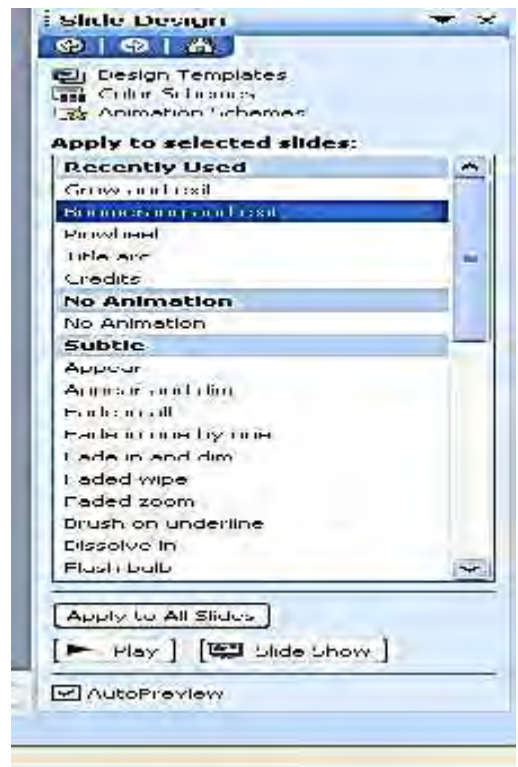 Slide Design
Design Templates
Color Schemes
Animation Schemes
Apply to selected slides:
Recently Used
Grow and exit
Boomerang and exit
Pinwheel
Title arc
Credits
No Animation
No Animation
Subtle
Appear
Appear and dim
Fade in all
Fade in one by one
Fade in and dim
Faded wipe
Faded zoom
Brush on underline
Dissolve in
Flash bulb
Apply to All Slides
Play Slide Show
AutoPreview